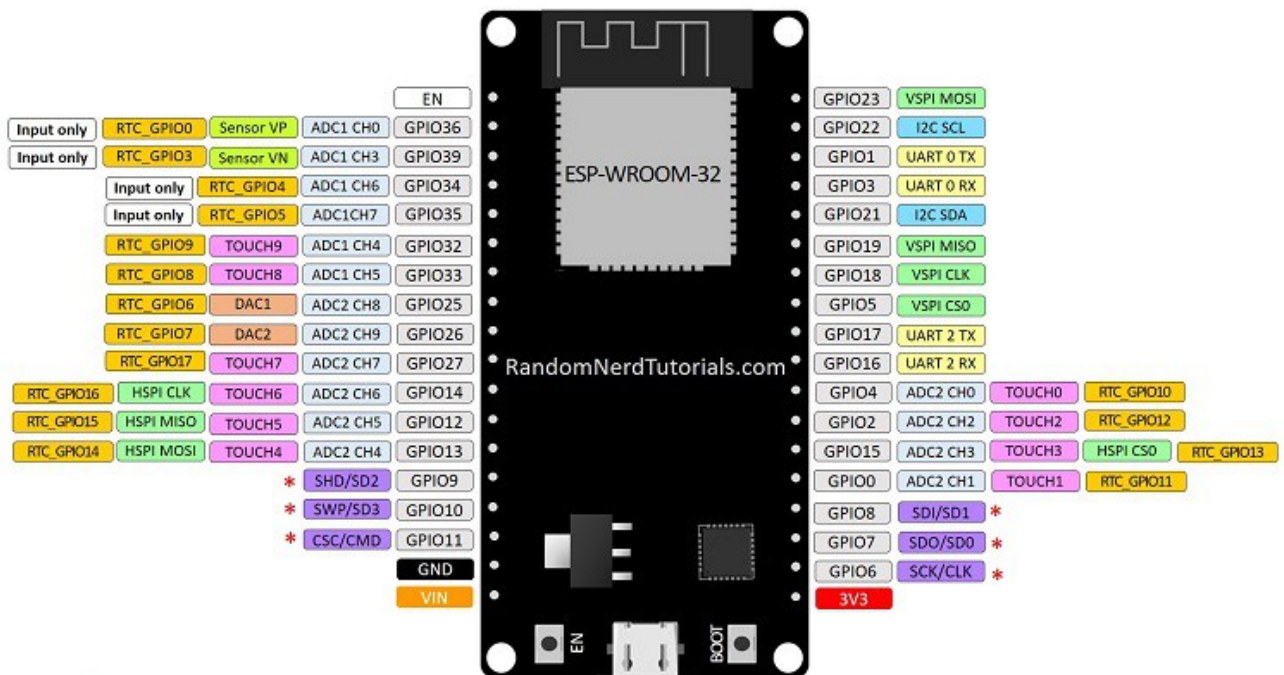 EN GPIO23 VSPI MOSI
Input only RTC_GPIO0 Sensor VP ADC1 CH0 GPIO36 GPIO22 I2C SCL
Input only RTC_GPIO3 Sensor VN ADC1 CH3 GPIO39 GPIO1 UART 0 TX
Input only RTC_GPIO4 ADC1 CH6 GPIO34 ESP-WROOM-32 GPIO3 UART 0 RX
Input only RTC_GPIO5 ADC1CH7 GPIO35 GPIO21 I2C SDA
RTC_GPIO9 TOUCH9 ADC1 CH4 GPIO32 GPIO19 VSPI MISO
RTC_GPIO8 TOUCH8 ADC1 CH5 GPIO33 GPIO18 VSPI CLK
RTC_GPIO6 DAC1 ADC2 CH8 GPIO25 GPIO5 VSPI CS0
RTC_GPIO7 DAC2 ADC2 CH9 GPIO26 GPIO17 UART 2 TX
RTC_GPIO17 TOUCH7 ADC2 CH7 GPIO27 RandomNerdTutorials.com GPIO16 UART 2 RX
RTC_GPIO16 HSPI CLK TOUCH6 ADC2 CH6 GPIO14 GPIO4 ADC2 CH0 TOUCH0 RTC_GPIO10
RTC_GPIO15 HSPI MISO TOUCH5 ADC2 CH5 GPIO12 GPIO2 ADC2 CH2 TOUCH2 RTC_GPIO12
RTC_GPIO14 HSPI MOSI TOUCH4 ADC2 CH4 GPIO13 GPIO15 ADC2 CH3 TOUCH3 HSPI CS0 RTC_GPIO13
* SHD/SD2 GPIO9 GPIO0 ADC2 CH1 TOUCH1 RTC_GPIO11
* SWP/SD3 GPIO10 GPIO8 SDI/SD1 *
* CSC/CMD GPIO11 GPIO7 SDO/SD0 *
GND GPIO6 SCK/CLK *
VIN 3V3
EN BOOT